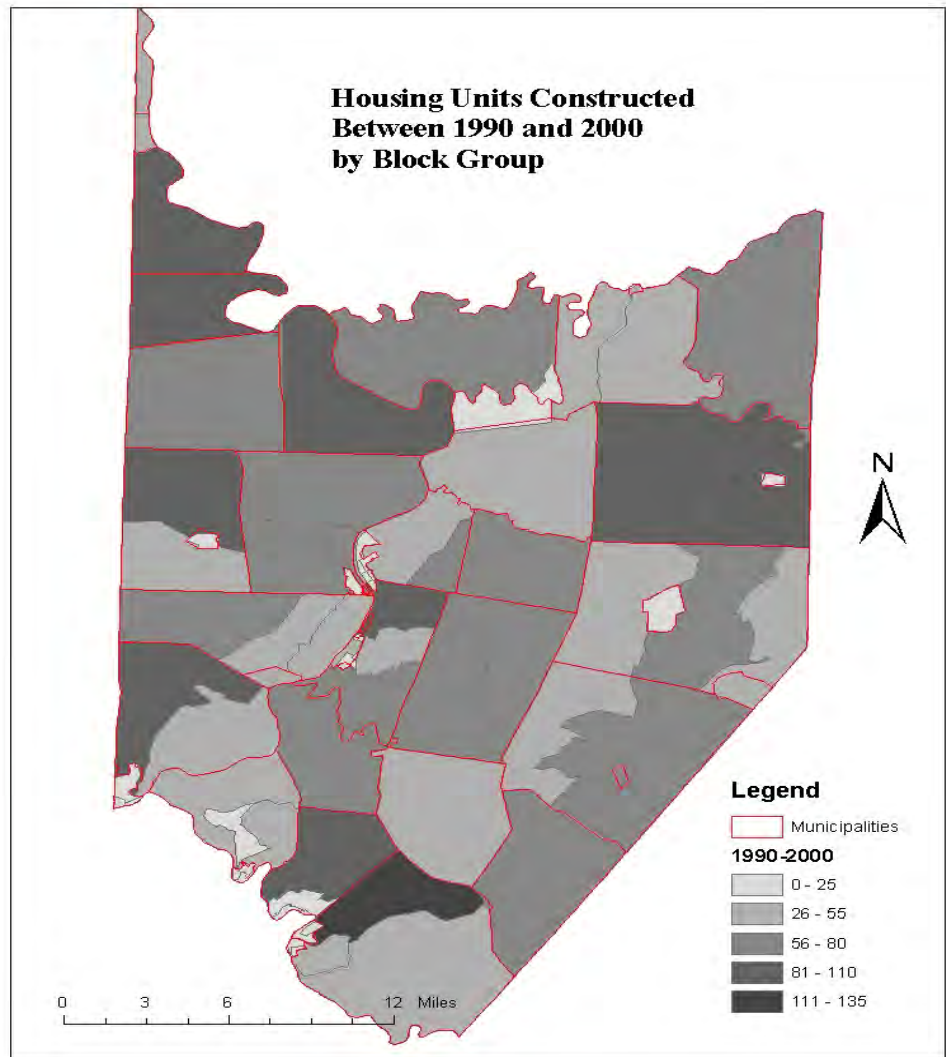 Housing Units Constructed
Between 1990 and 2000
by Block Group
N
Legend
Municipalities
1990-2000
0 - 25
26 - 55
56 - 80
81 - 110
111 - 135
0 3 6 12 Miles